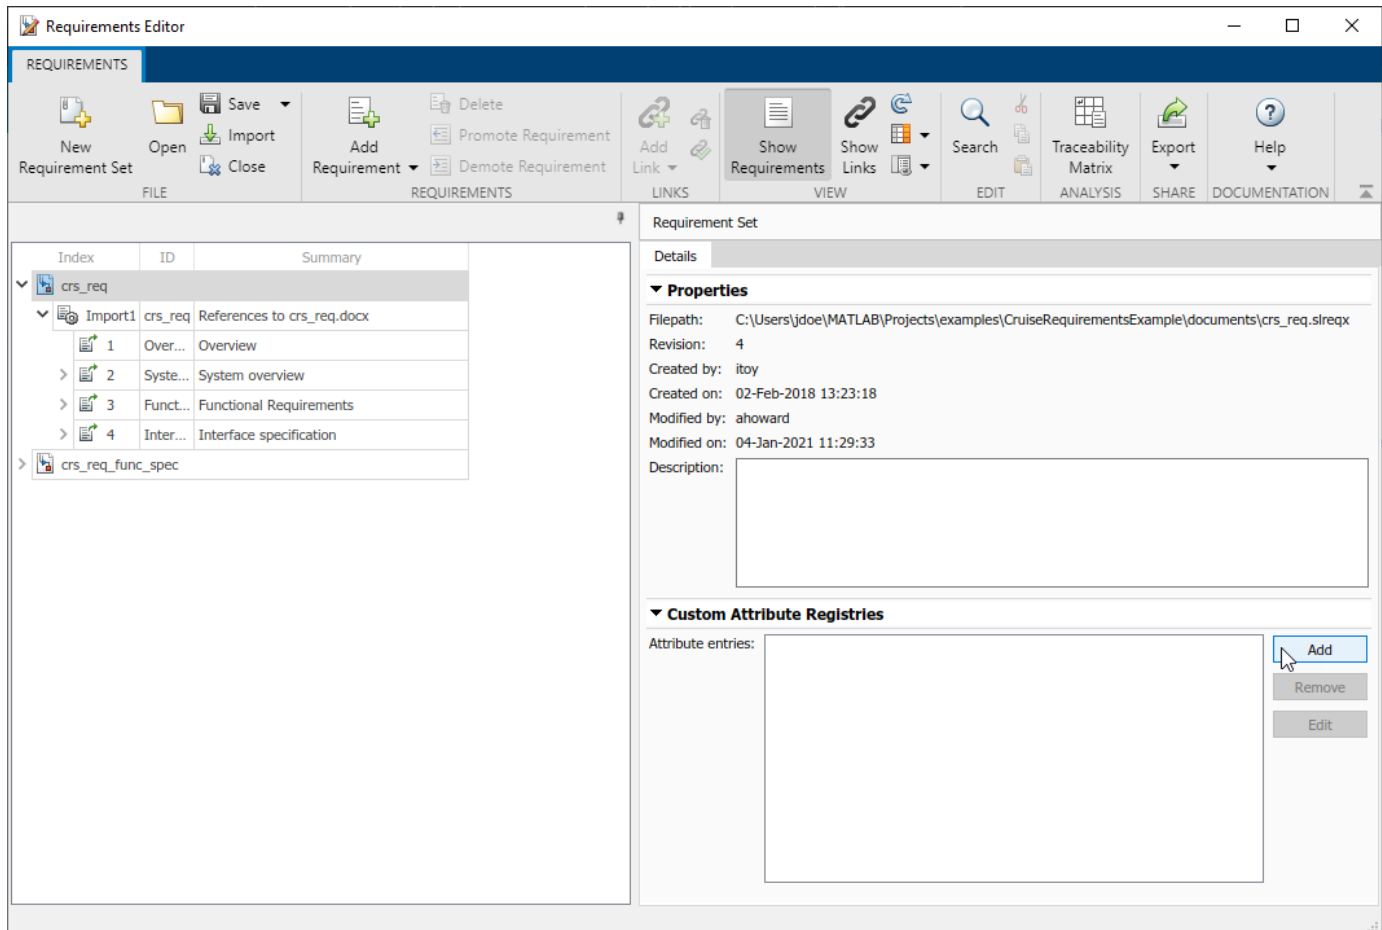 Requirements Editor
REQUIREMENTS
New
Requirement Set
Open
Save
Import
Close
FILE
Add
Requirement
Delete
Promote Requirement
Demote Requirement
REQUIREMENTS
Add
Link
LINKS
Show
Requirements
Show
Links
VIEW
Search
EDIT
Traceability
Matrix
ANALYSIS
Export
SHARE
Help
DOCUMENTATION
Index ID Summary
crs_req
Import1 crs_req References to crs_req.docx
1 Over... Overview
2 Syste... System overview
3 Funct... Functional Requirements
4 Inter... Interface specification
crs_req_func_spec
Requirement Set
Details
Properties
Filepath: C:\Users\jdoe\MATLAB\Projects\examples\CruiseRequirementsExample\documents\crs_req.slreqx
Revision: 4
Created by: itoy
Created on: 02-Feb-2018 13:23:18
Modified by: ahoward
Modified on: 04-Jan-2021 11:29:33
Description:
Custom Attribute Registries
Attribute entries:
Add
Remove
Edit